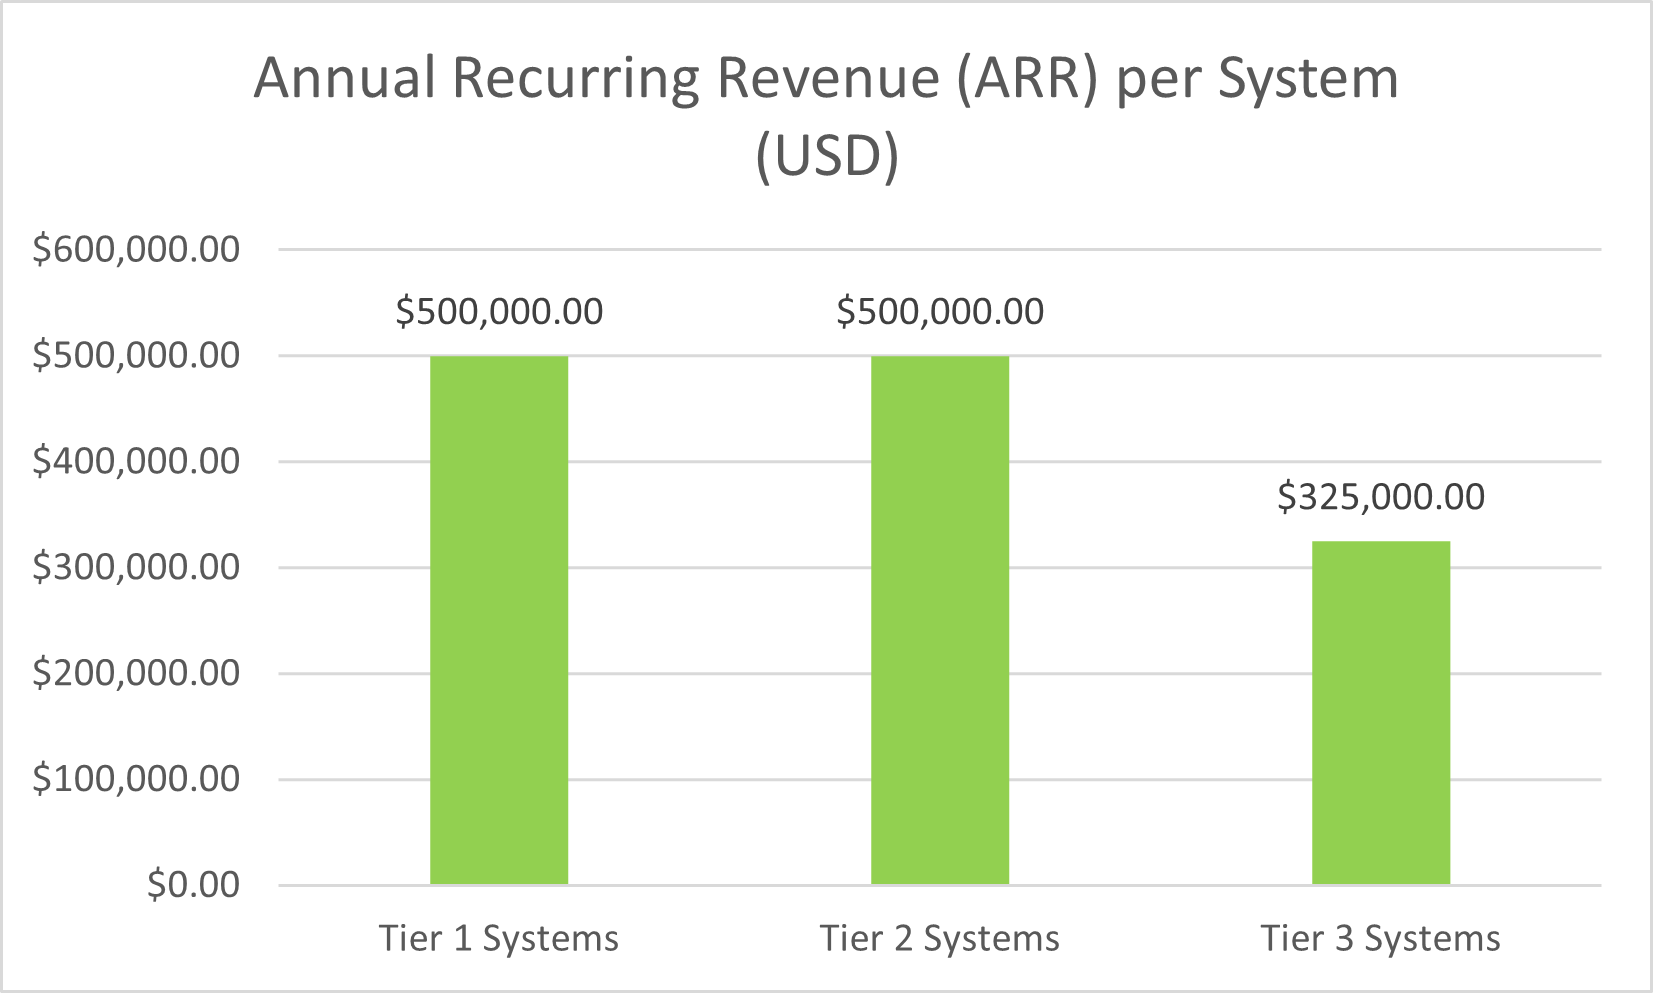 Annual Recurring Revenue (ARR) per System
(USD)
$600,000.00
$500,000.00
$400,000.00
$300,000.00
$200,000.00
$100,000.00
$0.00
$500,000.00
$500,000.00
$325,000.00
Tier 1 Systems
Tier 2 Systems
Tier 3 Systems